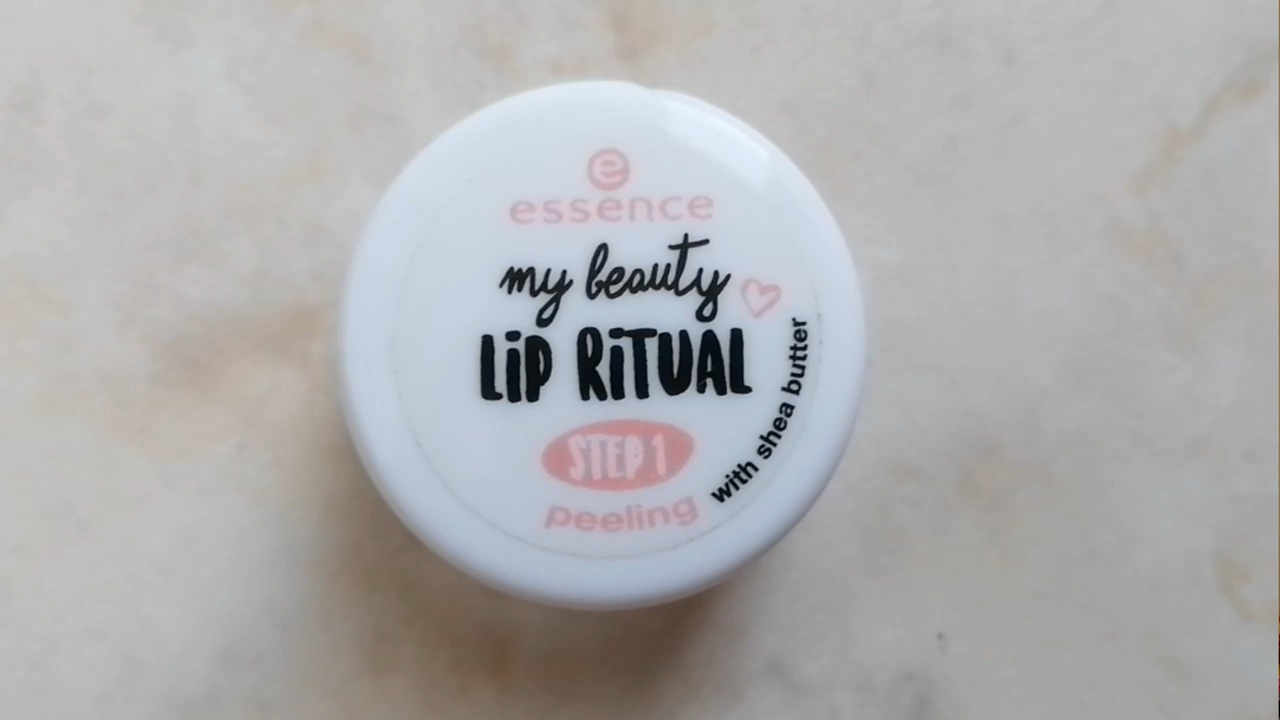 e
essence
my beauty
LiP RiTUAL
STEP 1
peeling
with shea butter